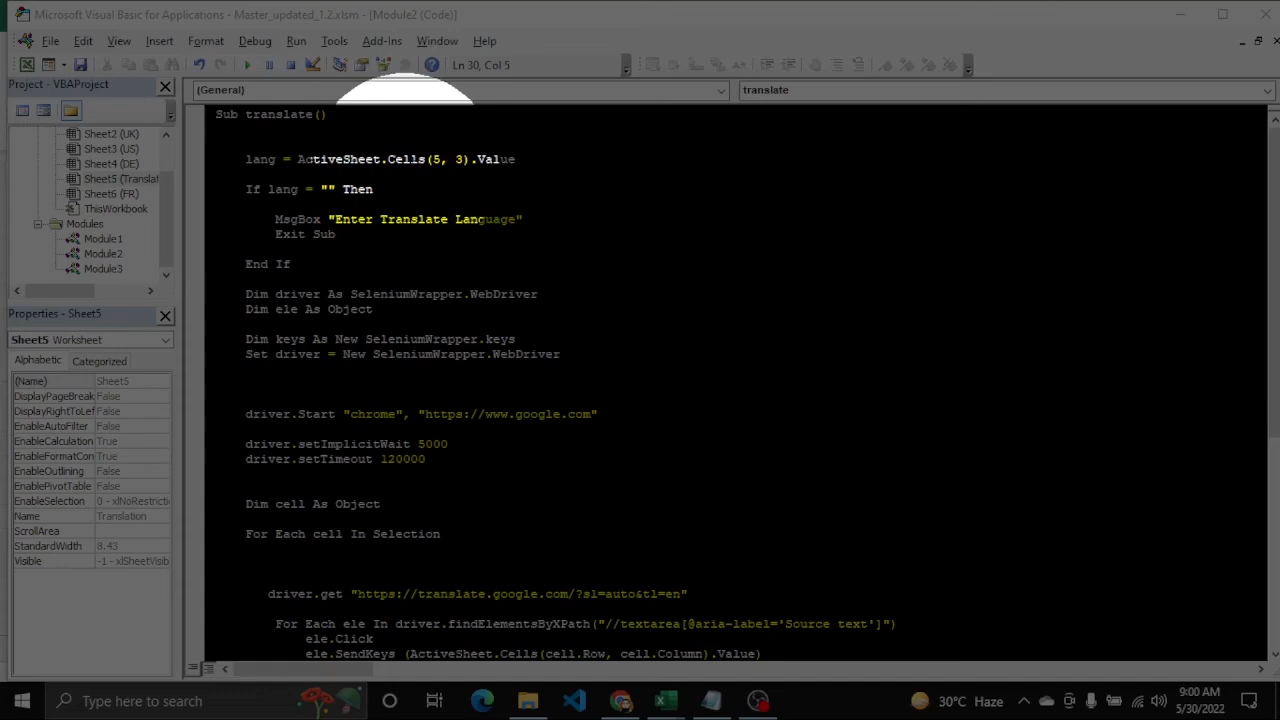 Microsoft Visual Basic for Applications - Master_updated_1.2.xlsm - [Module2 (Code)]
File Edit View Insert Format Debug Run Tools Add-Ins Window Help
Ln 30, Col 5
Project - VBAProject
(General)
translate
Sheet2 (UK)
Sheet3 (US)
Sheet4 (DE)
Sheet5 (Translat
Sheet6 (FR)
ThisWorkbook
Modules
Module1
Module2
Module3
Properties - Sheet5
Sheet5 Worksheet
Alphabetic Categorized
(Name) Sheet5
DisplayPageBreak False
DisplayRightToLef False
EnableAutoFilter False
EnableCalculation True
EnableFormatCon True
EnableOutlining False
EnablePivotTable False
EnableSelection 0 - xlNoRestrictio
Name Translation
ScrollArea
StandardWidth 8.43
Visible -1 - xlSheetVisib
Sub translate()
lang = ActiveSheet.Cells(5, 3).Value
If lang = "" Then
MsgBox "Enter Translate Language"
Exit Sub
End If
Dim driver As SeleniumWrapper.WebDriver
Dim ele As Object
Dim keys As New SeleniumWrapper.keys
Set driver = New SeleniumWrapper.WebDriver
driver.Start "chrome", "https://www.google.com"
driver.setImplicitWait 5000
driver.setTimeout 120000
Dim cell As Object
For Each cell In Selection
driver.get "https://translate.google.com/?sl=auto&tl=en"
For Each ele In driver.findElementsByXPath("//textarea[@aria-label='Source text']")
ele.Click
ele.SendKeys (ActiveSheet.Cells(cell.Row, cell.Column).Value)
Type here to search
30°C Haze
9:00 AM
5/30/2022